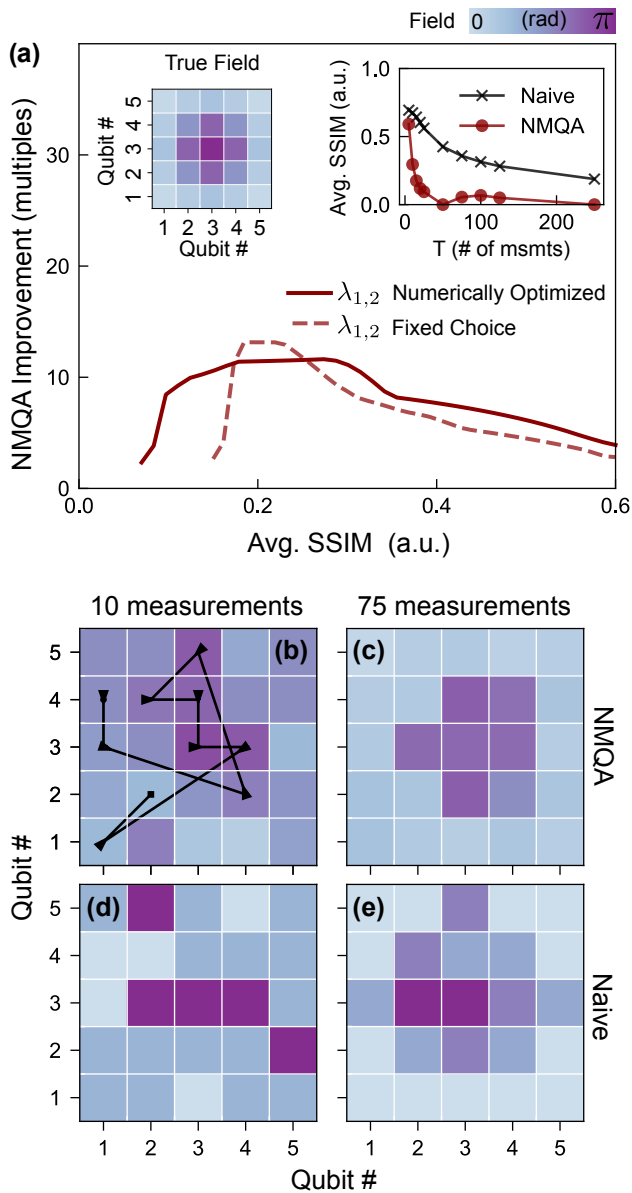 Field 0 (rad) π
(a)
True Field
Qubit #
5
4
3
2
1
1 2 3 4 5
Qubit #
Avg. SSIM (a.u.)
1.0
0.5
0.0
0 100 200
T (# of msmts)
Naive
NMQA
NMQA Improvement (multiples)
30
20
10
0
λ1,2 Numerically Optimized
λ1,2 Fixed Choice
0.0 0.2 0.4 0.6
Avg. SSIM (a.u.)
10 measurements 75 measurements
(b) (c)
5
4
3
2
1
NMQA
Qubit #
(d) (e)
5
4
3
2
1
Naive
1 2 3 4 5 1 2 3 4 5
Qubit #